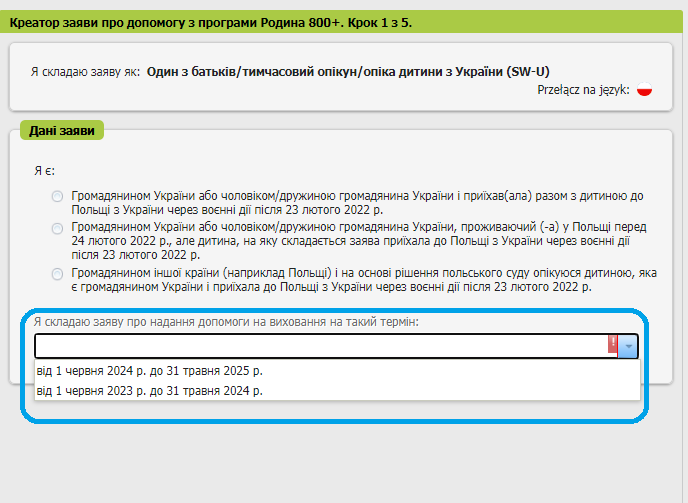 Креатор заяви про допомогу з програми Родина 800+. Крок 1 з 5.
Я складаю заяву як: Один з батьків/тимчасовий опікун/опіка дитини з України (SW-U)
Przełącz na język:
Дані заяви
Я є:
Громадянином України або чоловіком/дружиною громадянина України і приїхав(ала) разом з дитиною до
Польщі з України через воєнні дії після 23 лютого 2022 р.
Громадянином України або чоловіком/дружиною громадянина України, проживаючий (-а) у Польщі перед
24 лютого 2022 р., але дитина, на яку складається заява приїхала до Польщі з України через воєнні дії
після 23 лютого 2022 р.
Громадянином іншої країни (наприклад Польщі) і на основі рішення польського суду опікуюся дитиною, яка
є громадянином України і приїхала до Польщі з України через воєнні дії після 23 лютого 2022 р.
Я складаю заяву про надання допомоги на виховання на такий термін:
!
від 1 червня 2024 р. до 31 травня 2025 р.
від 1 червня 2023 р. до 31 травня 2024 р.